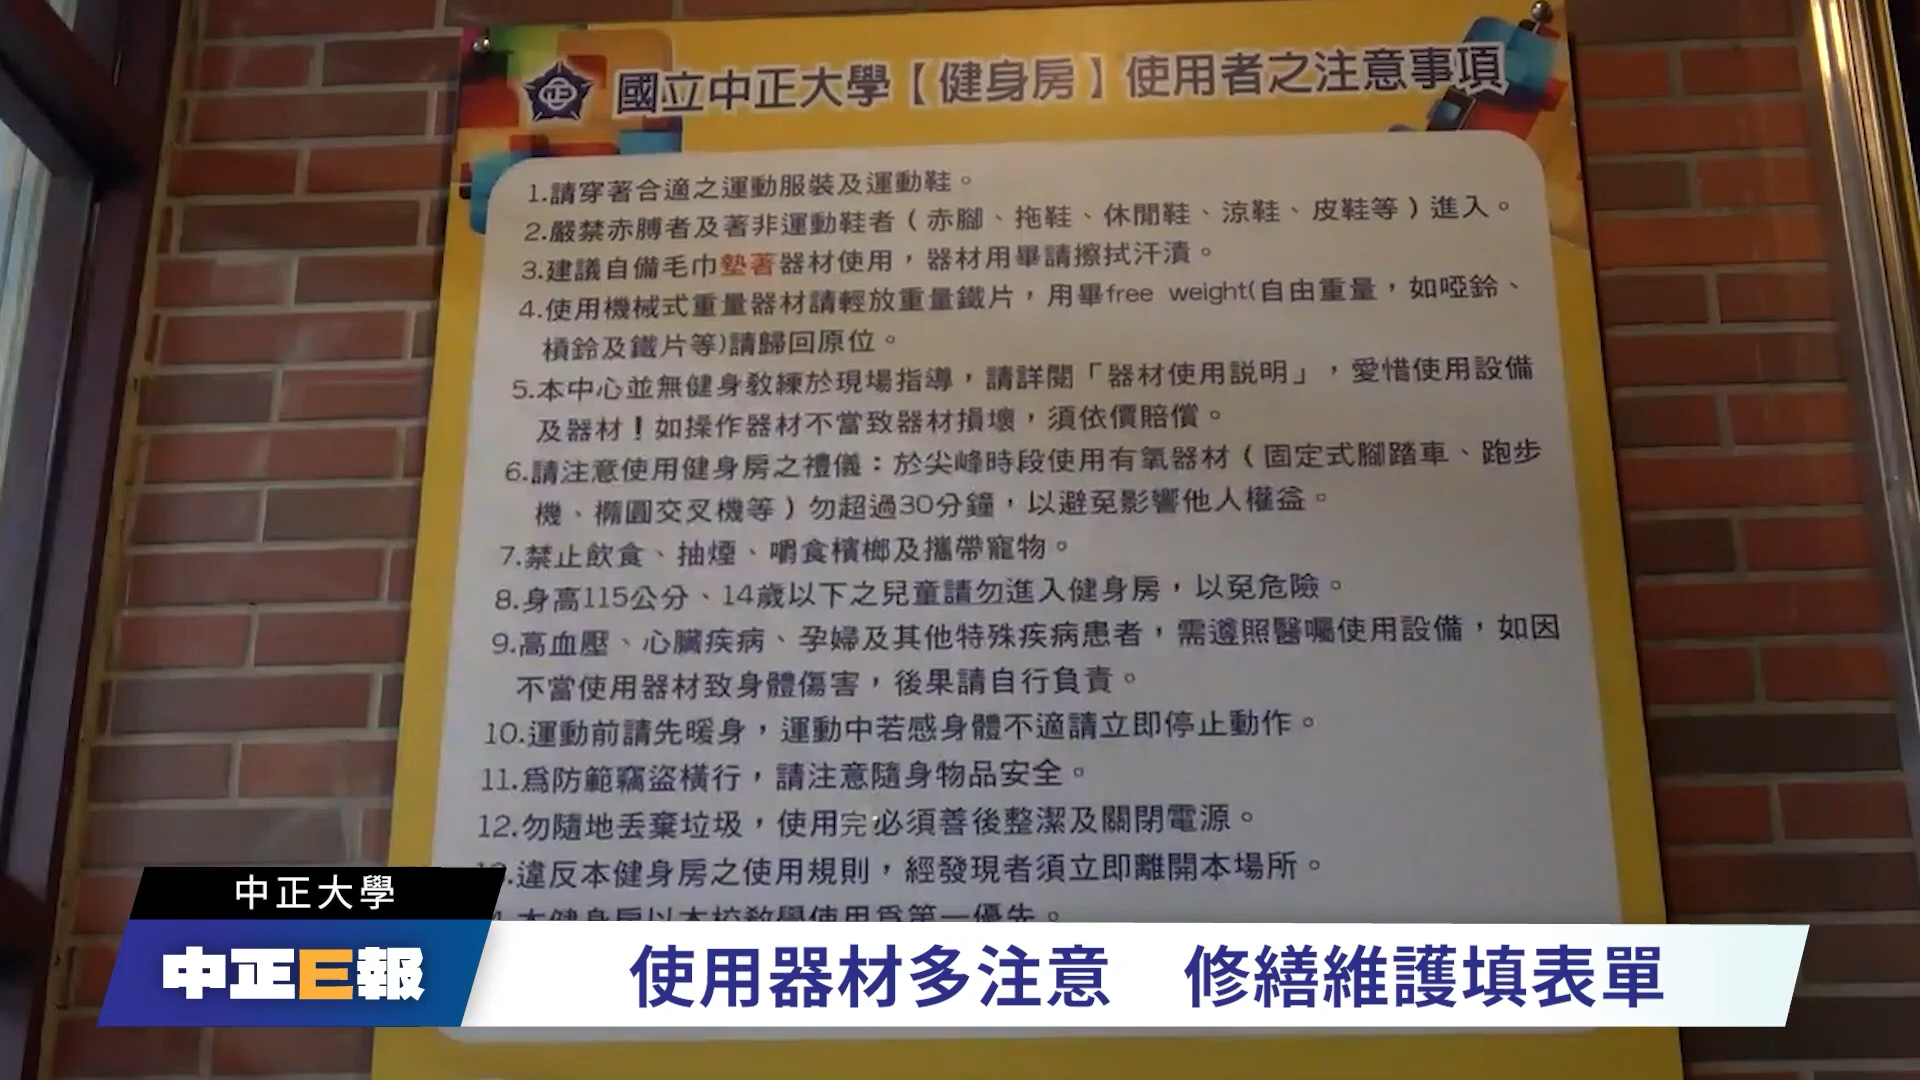 國立中正大學【健身房】使用者之注意事項
1.請穿著合適之運動服裝及運動鞋。
2.嚴禁赤膊者及著非運動鞋者(赤腳、拖鞋、休閒鞋、涼鞋、皮鞋等)進入。
3.建議自備毛巾墊著器材使用,器材用畢請擦拭汗漬。
4.使用機械式重量器材請輕放重量鐵片,用畢free weight(自由重量,如啞鈴、
槓鈴及鐵片等)請歸回原位。
5.本中心並無健身教練於現場指導,請詳閱「器材使用說明」,愛惜使用設備
及器材!如操作器材不當致器材損壞,須依價賠償。
6.請注意使用健身房之禮儀:於尖峰時段使用有氧器材(固定式腳踏車、跑步
機、橢圓交叉機等)勿超過30分鐘,以避免影響他人權益。
7.禁止飲食、抽煙、嚼食檳榔及攜帶寵物。
8.身高115公分、14歲以下之兒童請勿進入健身房,以免危險。
9.高血壓、心臟疾病、孕婦及其他特殊疾病患者,需遵照醫囑使用設備,如因
不當使用器材致身體傷害,後果請自行負責。
10.運動前請先暖身,運動中若感身體不適請立即停止動作。
11.為防範竊盜橫行,請注意隨身物品安全。
12.勿隨地丟棄垃圾,使用完必須善後整潔及關閉電源。
13.違反本健身房之使用規則,經發現者須立即離開本場所。
本健身房以本校教學使用為第一優先。
中正大學
中正E報
使用器材多注意 修繕維護填表單